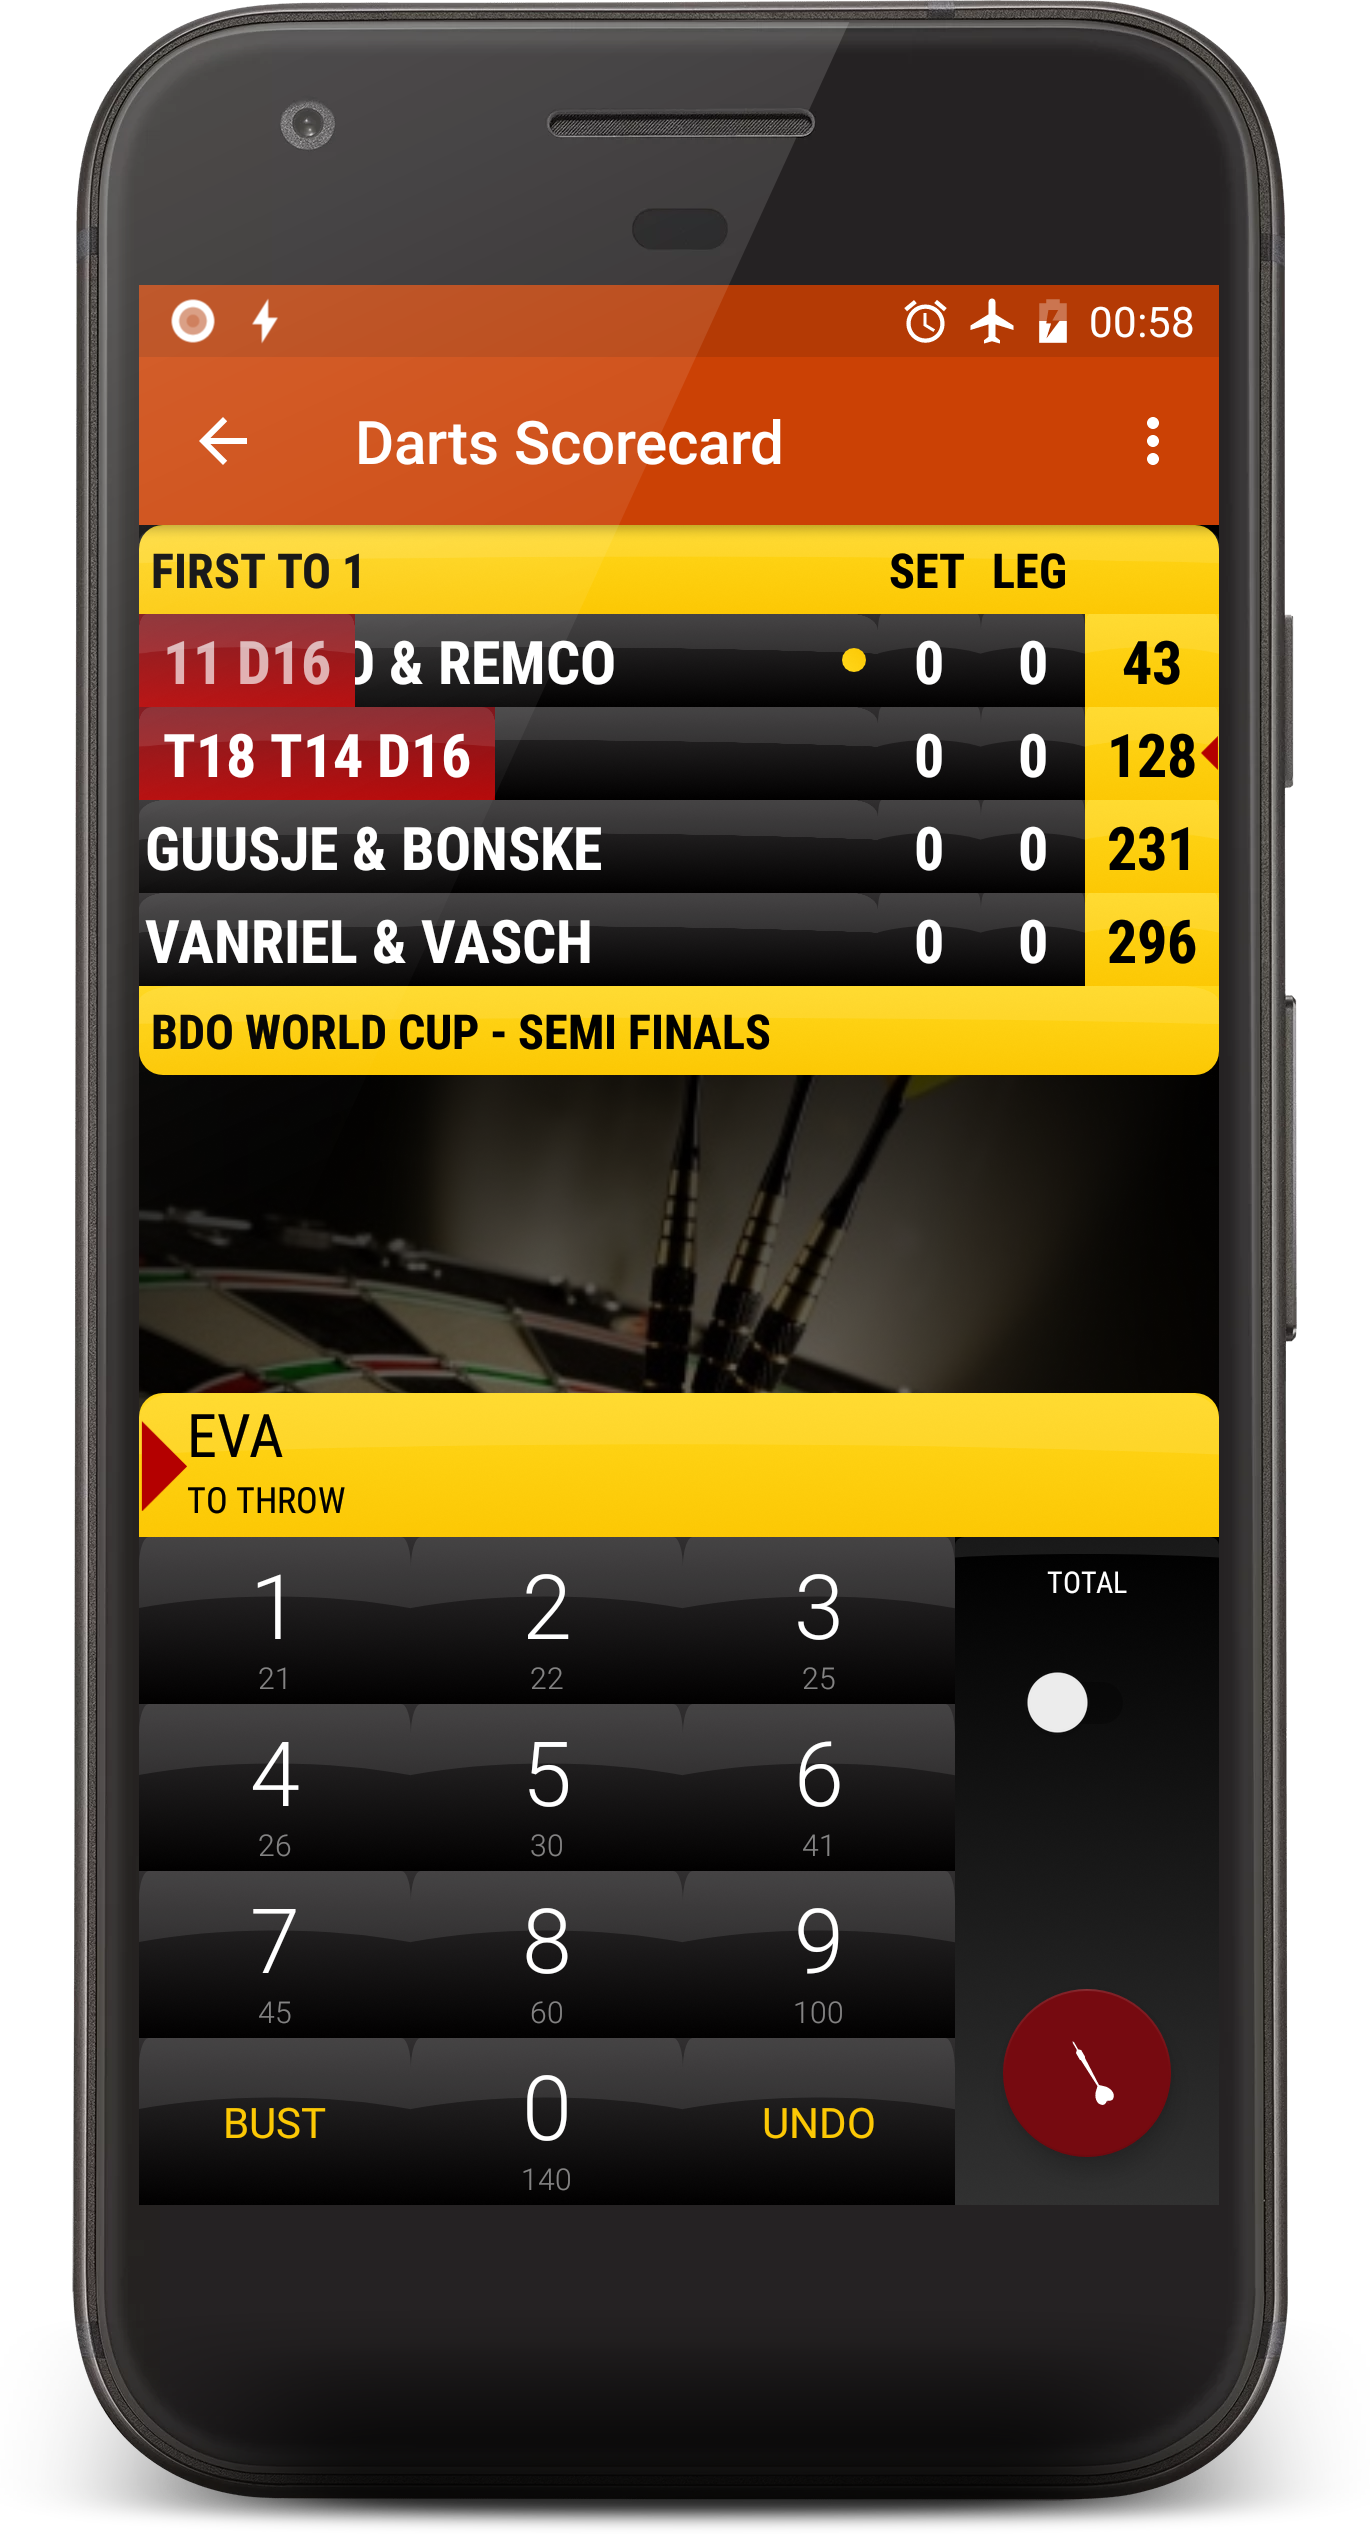 00:58
Darts Scorecard
FIRST TO 1 SET LEG
11 D16 & REMCO 0 0 43
T18 T14 D16 0 0 128
GUUSJE & BONSKE 0 0 231
VANRIEL & VASCH 0 0 296
BDO WORLD CUP - SEMI FINALS
EVA
TO THROW
TOTAL
1 2 3
21 22 25
4 5 6
26 30 41
7 8 9
45 60 100
BUST 0 UNDO
140